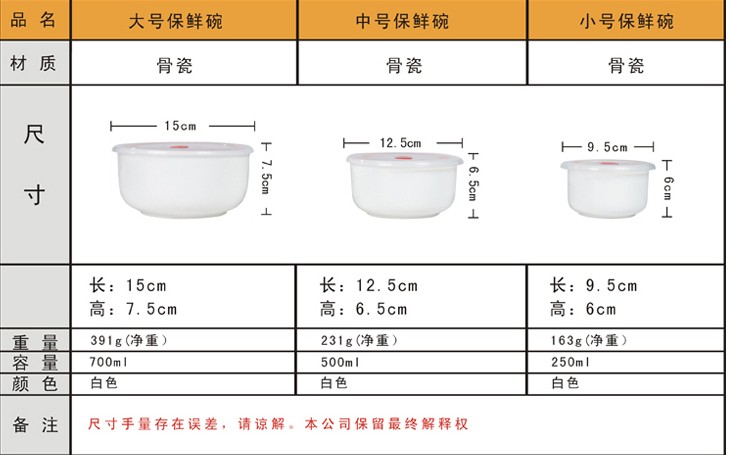 品 名 大号保鲜碗 中号保鲜碗 小号保鲜碗
材 质 骨瓷 骨瓷 骨瓷
尺 寸
15cm 7.5cm
12.5cm 6.5cm
9.5cm 6cm
长：15cm 长：12.5cm 长：9.5cm
高：7.5cm 高：6.5cm 高：6cm
重 量 391g(净重） 231g(净重） 163g(净重）
容 量 700ml 500ml 250ml
颜 色 白色 白色 白色
备 注 尺寸手量存在误差，请谅解。本公司保留最终解释权